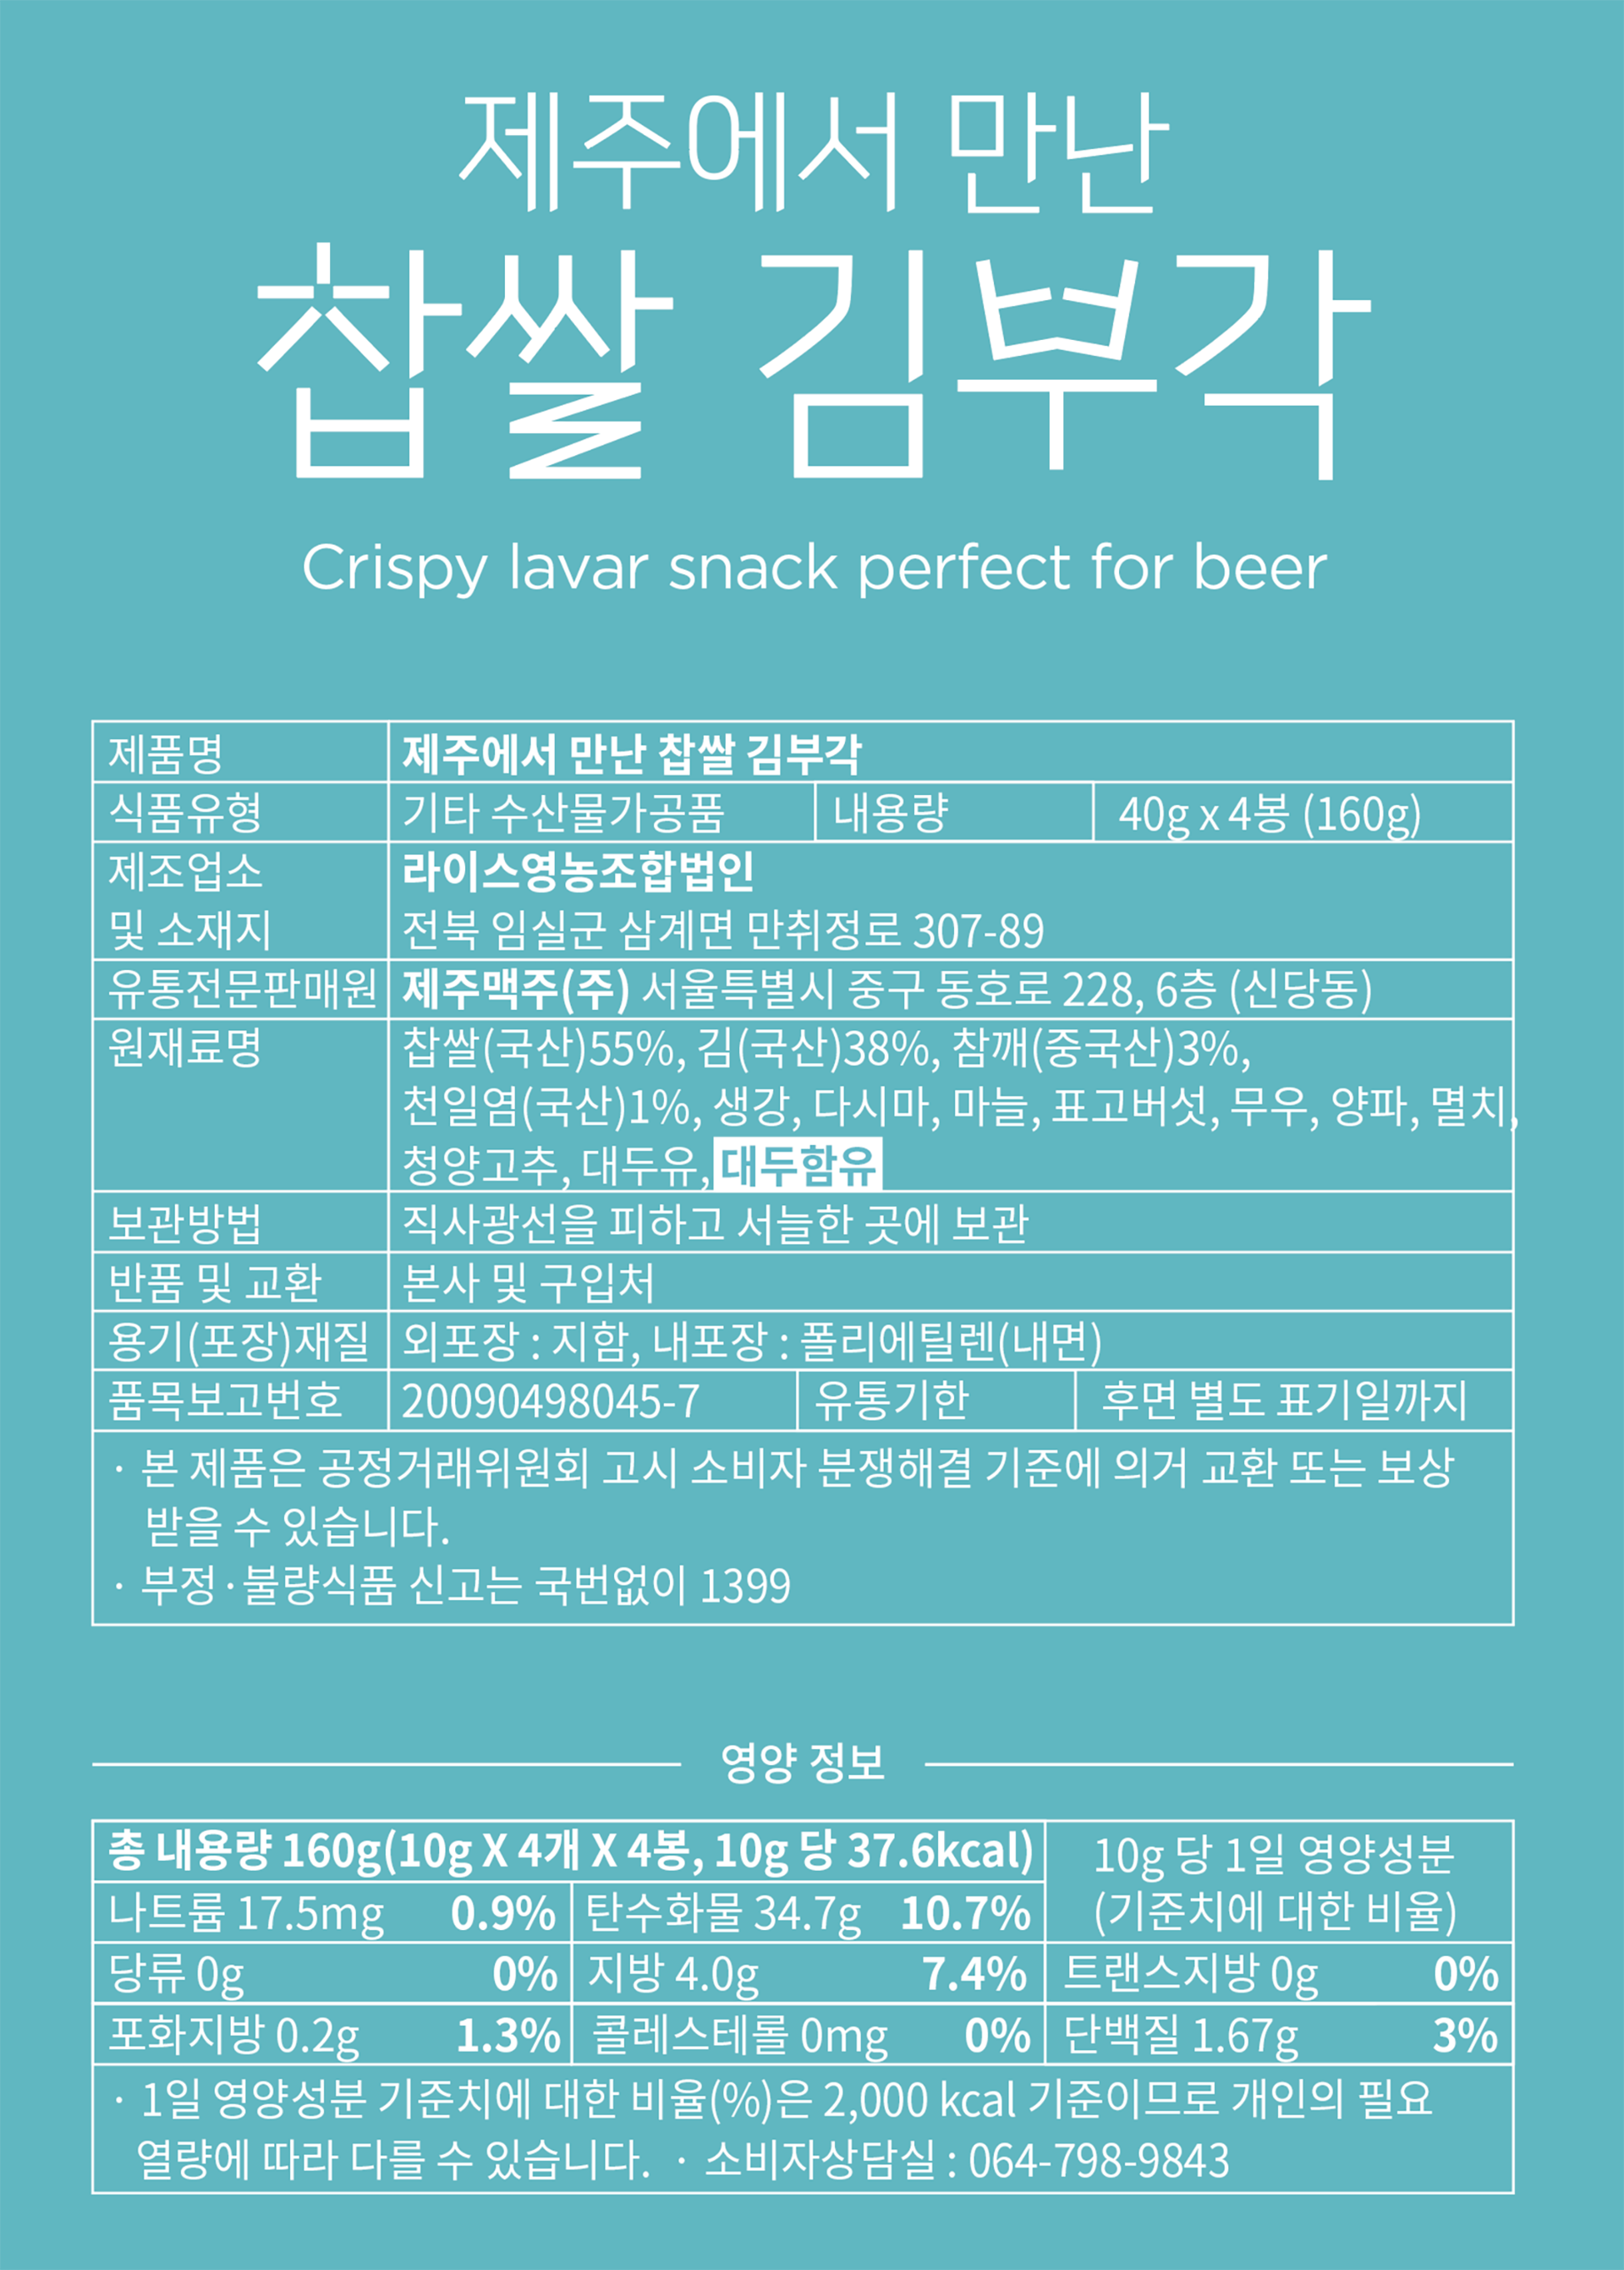 제주에서 만난
찹쌀 김부각
Crispy lavar snack perfect for beer
제품명 제주에서 만난 찹쌀 김부각
식품유형 기타 수산물가공품 내용량 40g x 4봉 (160g)
제조업소 라이스영농조합법인
및 소재지 전북 임실군 삼계면 만취정로 307-89
유통전문판매원 제주맥주(주) 서울특별시 중구 동호로 228, 6층 (신당동)
원재료명 찹쌀(국산)55%, 김(국산)38%, 참깨(중국산)3%,
천일염(국산)1%, 생강, 다시마, 마늘, 표고버섯, 무우, 양파, 멸치,
청양고추, 대두유, 대두함유
보관방법 직사광선을 피하고 서늘한 곳에 보관
반품 및 교환 본사 및 구입처
용기(포장)재질 외포장 : 지함, 내포장 : 폴리에틸렌(내면)
품목보고번호 20090498045-7 유통기한 후면 별도 표기일까지
· 본 제품은 공정거래위원회 고시 소비자 분쟁해결 기준에 의거 교환 또는 보상
받을 수 있습니다.
· 부정·불량식품 신고는 국번없이 1399
영양 정보
총 내용량 160g(10g X 4개 X 4봉, 10g 당 37.6kcal) 10g 당 1일 영양성분
나트륨 17.5mg 0.9% 탄수화물 34.7g 10.7% (기준치에 대한 비율)
당류 0g 0% 지방 4.0g 7.4% 트랜스지방 0g 0%
포화지방 0.2g 1.3% 콜레스테롤 0mg 0% 단백질 1.67g 3%
· 1일 영양성분 기준치에 대한 비율(%)은 2,000 kcal 기준이므로 개인의 필요
열량에 따라 다를 수 있습니다. · 소비자상담실 : 064-798-9843